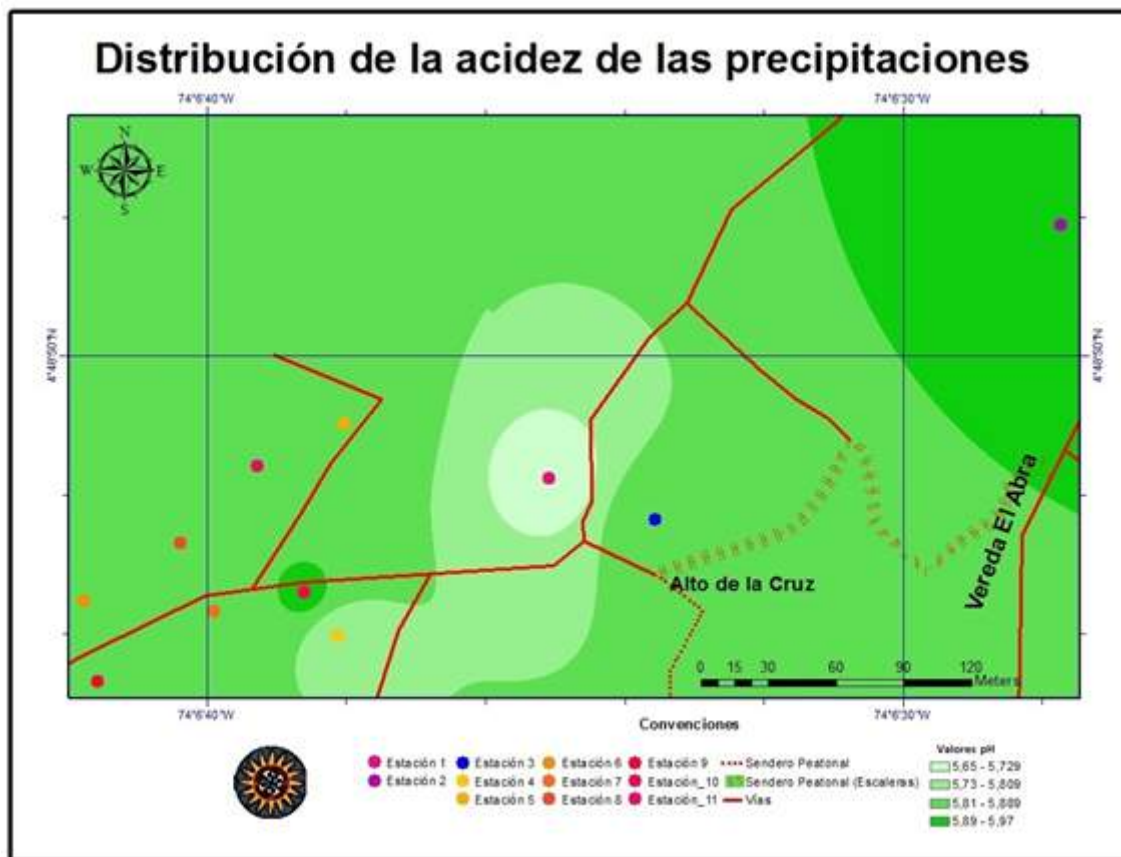 Distribución de la acidez de las precipitaciones
74°6'40"W 74°6'30"W
N
W E
S
4°48'50"N 4°48'50"N
Vereda El Abra
Alto de la Cruz
0 15 30 60 90 120
Meters
74°6'40"W 74°6'30"W
Convenciones
Estación 1 Estación 3 Estación 6 Estación 9 Sendero Peatonal
Estación 2 Estación 4 Estación 7 Estación_10 Sendero Peatonal (Escaleras)
Estación 5 Estación 8 Estación_11 Vías
Valores pH
5,65 - 5,729
5,73 - 5,809
5,81 - 5,889
5,89 - 5,97